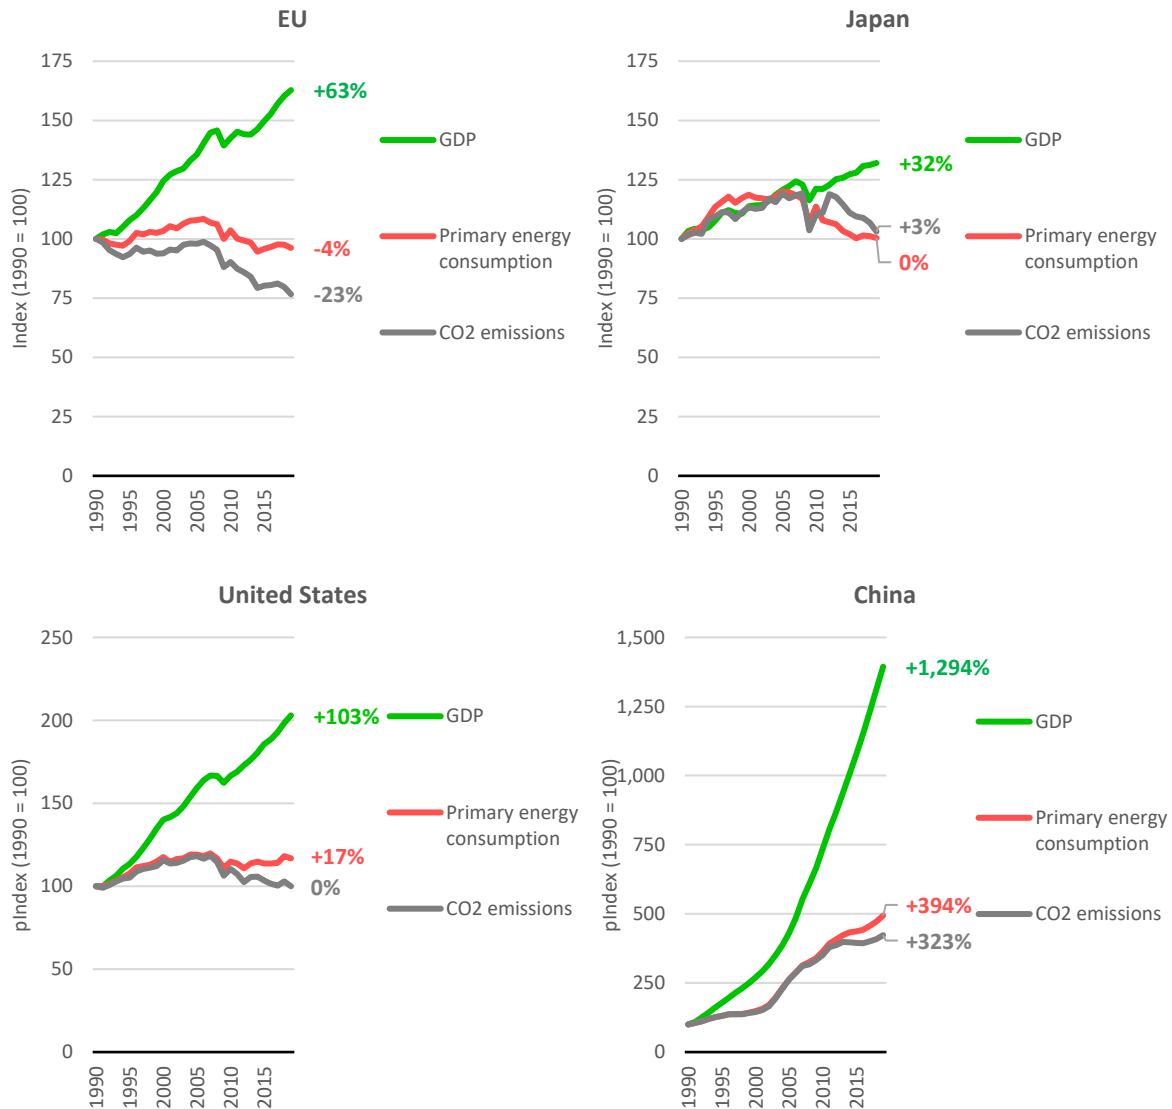 EU
175
150
125
100
75
50
25
0
Index (1990 = 100)
1990
1995
2000
2005
2010
2015
+63%
-4%
-23%
GDP
Primary energy
consumption
CO2 emissions
Japan
175
150
125
100
75
50
25
0
Index (1990 = 100)
1990
1995
2000
2005
2010
2015
+32%
+3%
0%
GDP
Primary energy
consumption
CO2 emissions
United States
250
200
150
100
50
0
pIndex (1990 = 100)
1990
1995
2000
2005
2010
2015
+103%
+17%
0%
GDP
Primary energy
consumption
CO2 emissions
China
1,500
1,250
1,000
750
500
250
0
pIndex (1990 = 100)
1990
1995
2000
2005
2010
2015
+1,294%
+394%
+323%
GDP
Primary energy
consumption
CO2 emissions